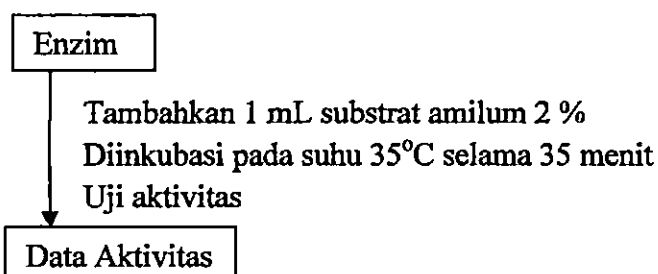 Enzim
Tambahkan 1 mL substrat amilum 2 %
Diinkubasi pada suhu 35°C selama 35 menit
Uji aktivitas
Data Aktivitas